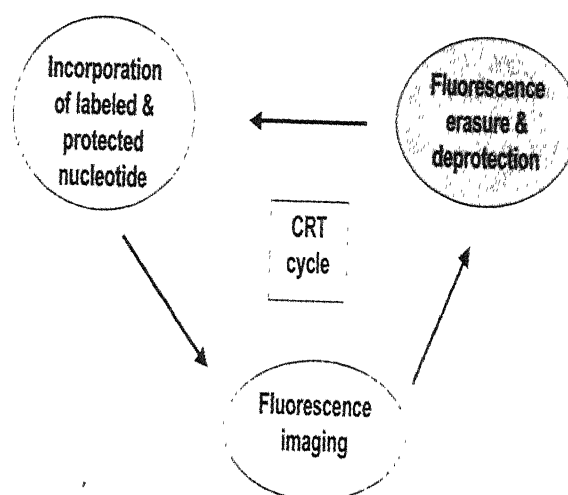 Incorporation
of labeled &
protected
nucleotide
Fluorescence
erasure &
deprotection
CRT
cycle
Fluorescence
imaging